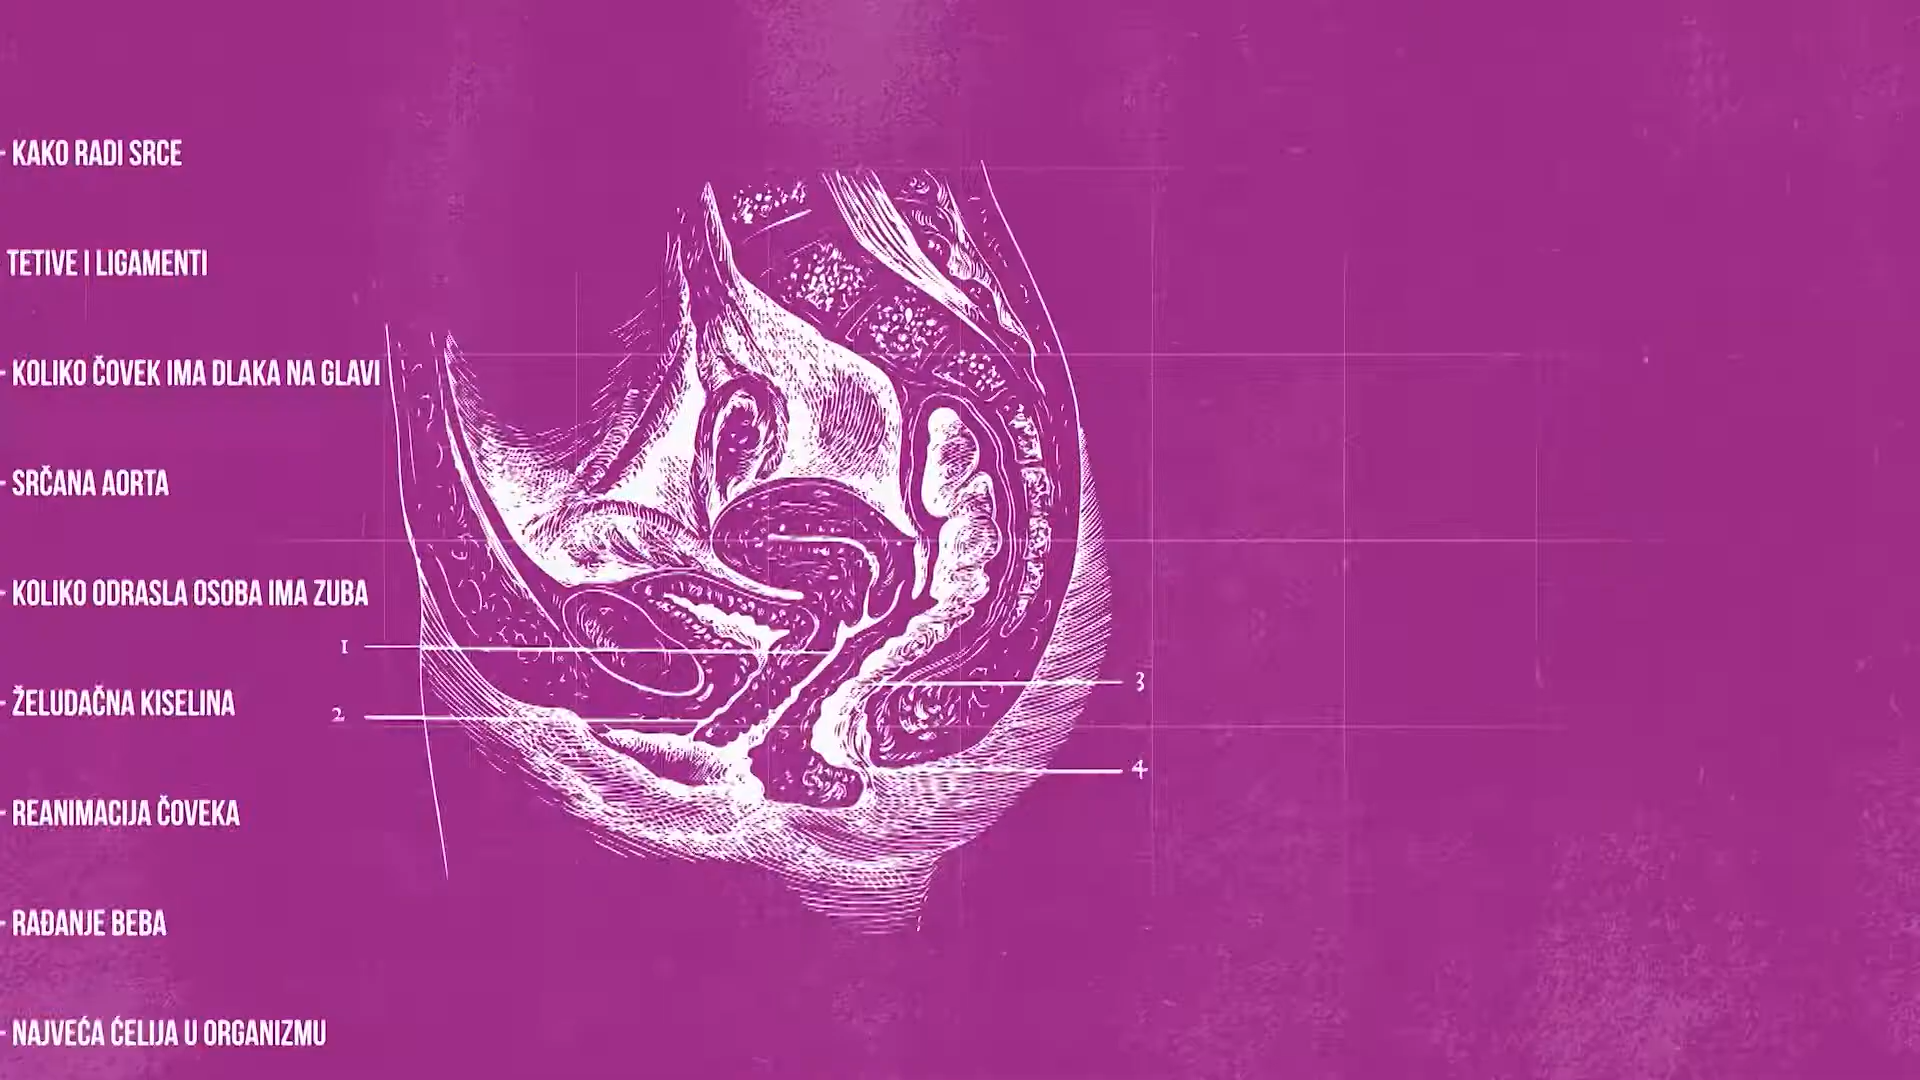 - KAKO RADI SRCE
TETIVE I LIGAMENTI
- KOLIKO ČOVEK IMA DLAKA NA GLAVI
- SRČANA AORTA
- KOLIKO ODRASLA OSOBA IMA ZUBA
1
- ŽELUDAČNA KISELINA
3
2
4
- REANIMACIJA ČOVEKA
- RAĐANJE BEBA
- NAJVEĆA ĆELIJA U ORGANIZMU